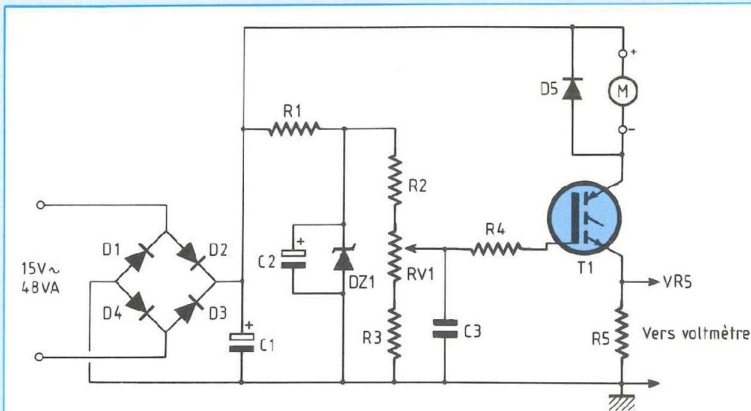 D5
+
M
-
R1
R2
15V~
48VA
D1
D2
D4
D3
+
C2
DZ1
RV1
R4
T1
VR5
+
C1
R3
C3
R5
Vers voltmètre